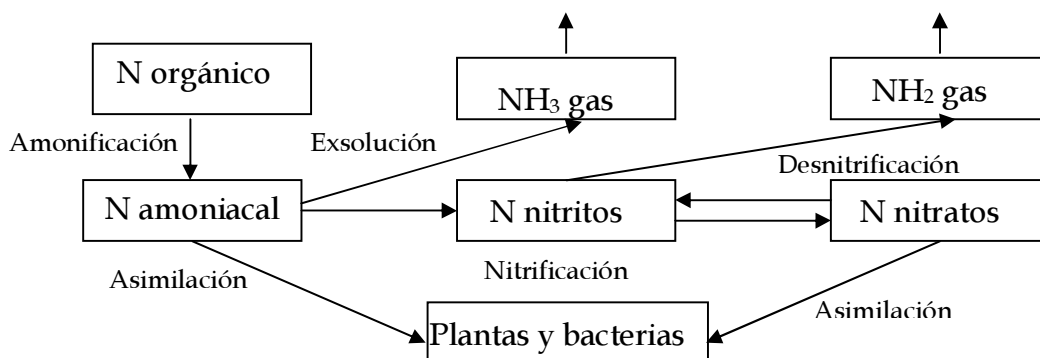 N orgánico
NH₃ gas
NH₂ gas
Amonificación
Exsolución
Desnitrificación
N amoniacal
N nitritos
N nitratos
Asimilación
Nitrificación
Asimilación
Plantas y bacterias